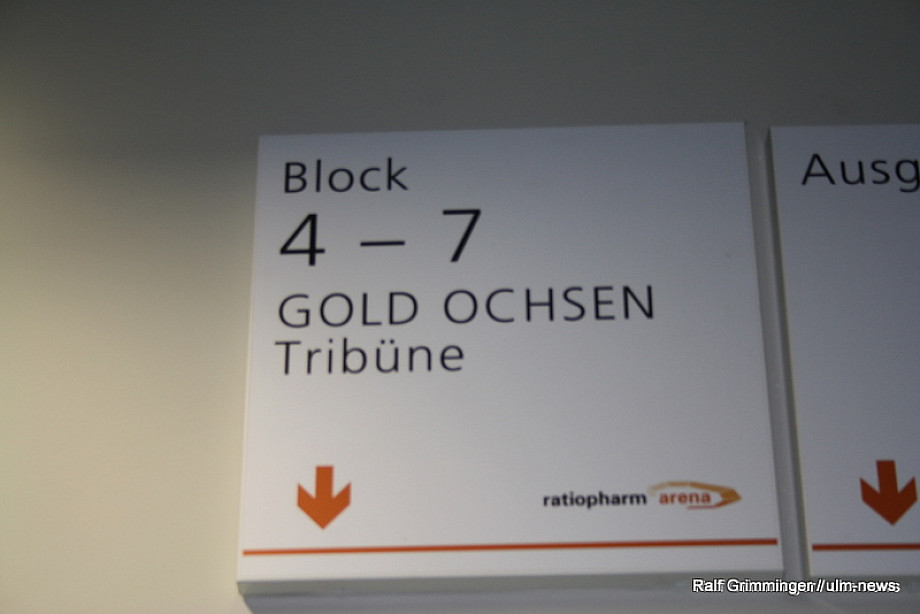 Block
4 – 7
GOLD OCHSEN
Tribüne
ratiopharm arena
Ausg
Ralf Grimminger//ulm-news